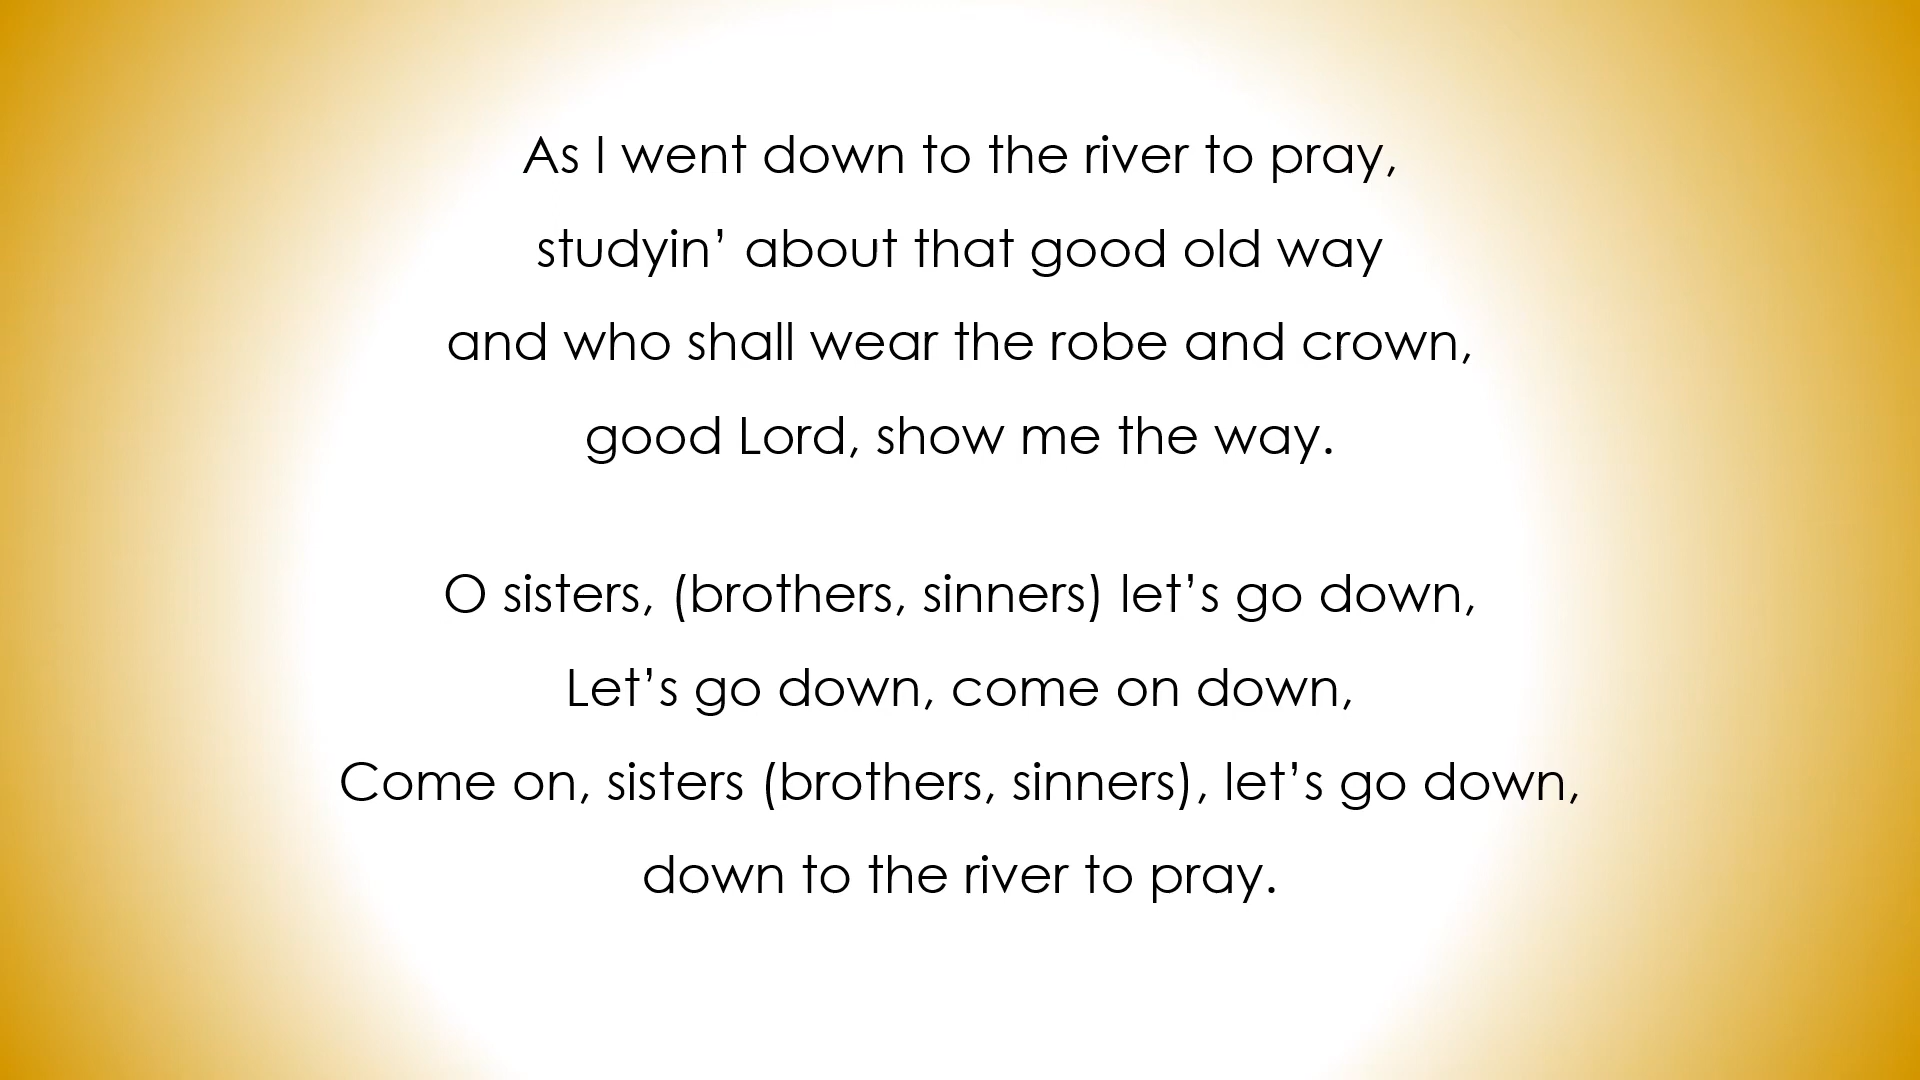 As I went down to the river to pray,
studyin’ about that good old way
and who shall wear the robe and crown,
good Lord, show me the way.
O sisters, (brothers, sinners) let’s go down,
Let’s go down, come on down,
Come on, sisters (brothers, sinners), let’s go down,
down to the river to pray.